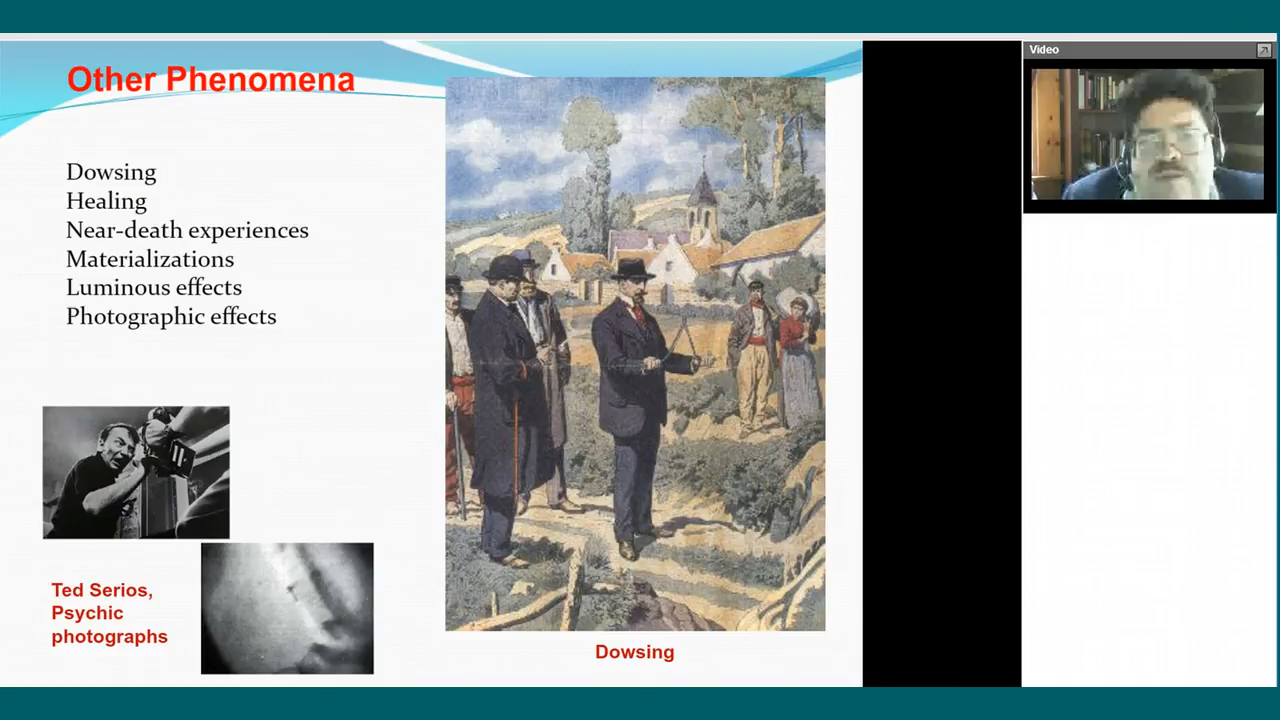 Other Phenomena
Dowsing
Healing
Near-death experiences
Materializations
Luminous effects
Photographic effects
Ted Serios,
Psychic
photographs
Dowsing
Video